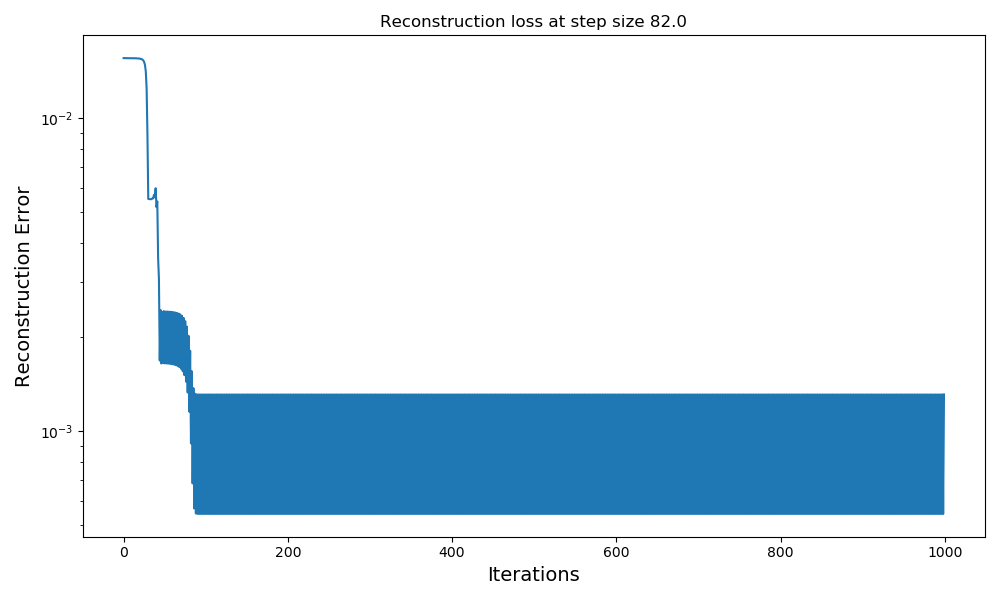 Reconstruction loss at step size 82.0
Reconstruction Error
10⁻²
10⁻³
0 200 400 600 800 1000
Iterations